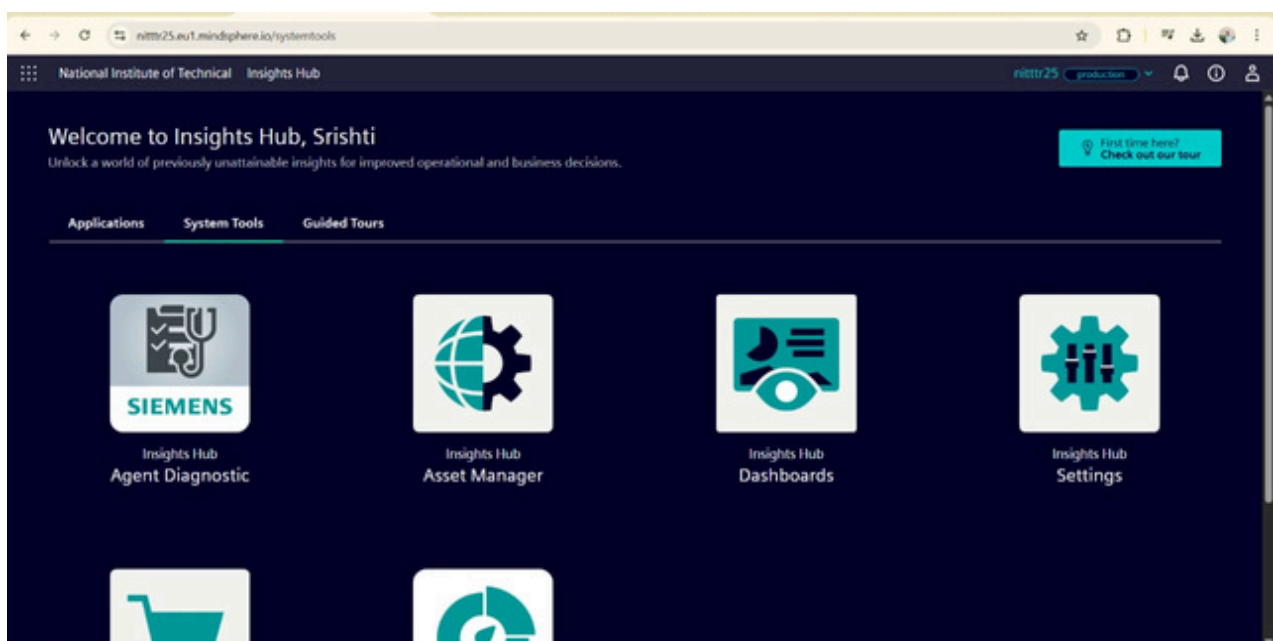 nitttr25.eu1.mindsphere.io/systemtools
National Institute of Technical Insights Hub
nitttr25 production
Welcome to Insights Hub, Srishti
Unlock a world of previously unattainable insights for improved operational and business decisions.
First time here?
Check out our tour
Applications System Tools Guided Tours
SIEMENS
Insights Hub
Agent Diagnostic
Insights Hub
Asset Manager
Insights Hub
Dashboards
Insights Hub
Settings